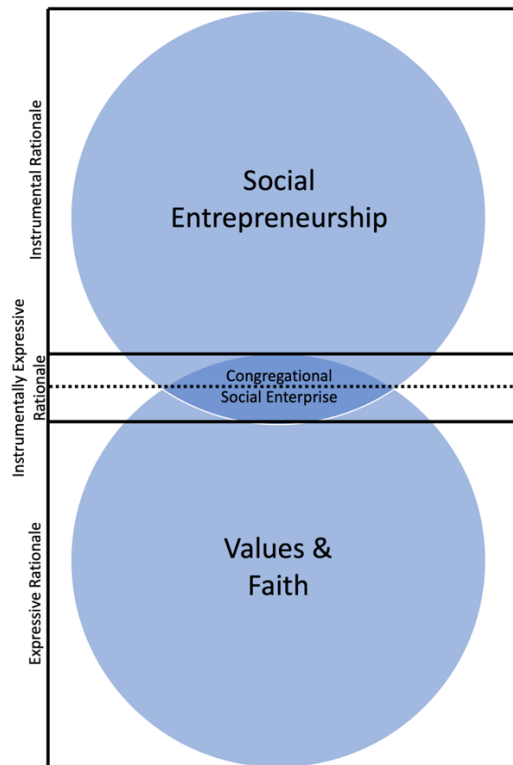 Instrumental Rationale
Social
Entrepreneurship
Instrumentally Expressive
Rationale
Congregational
Social Enterprise
Expressive Rationale
Values &
Faith